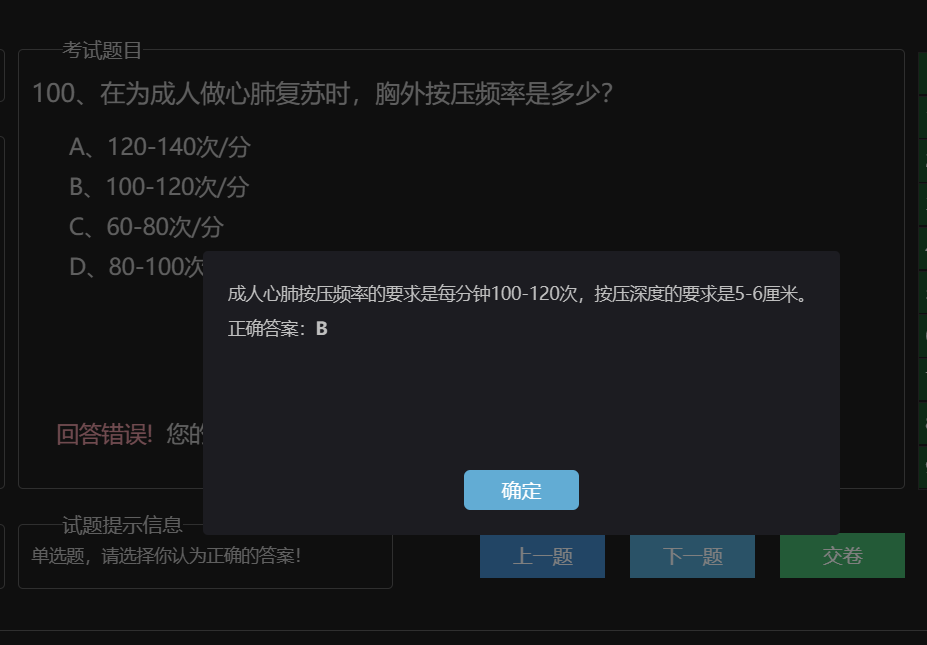 考试题目
100、在为成人做心肺复苏时，胸外按压频率是多少？
A、120-140次/分
B、100-120次/分
C、60-80次/分
D、80-100次
成人心肺按压频率的要求是每分钟100-120次，按压深度的要求是5-6厘米。
正确答案：B
回答错误! 您的
确定
试题提示信息
单选题，请选择你认为正确的答案！
上一题
下一题
交卷